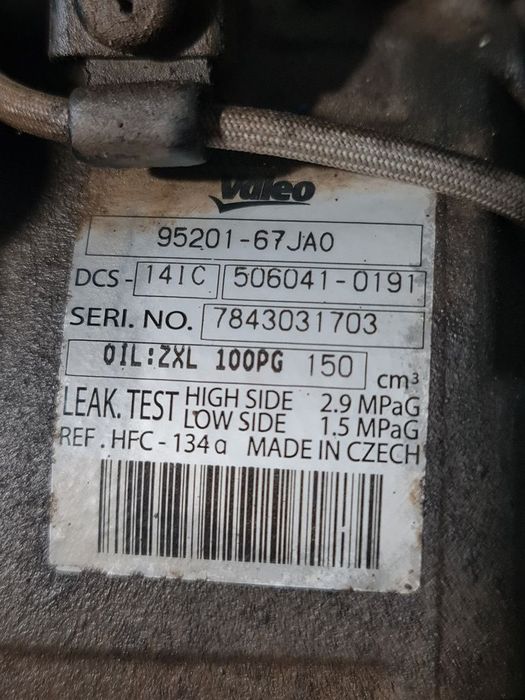 Valeo
95201-67JA0
DCS-141C 506041-0191
SERI. NO. 7843031703
OIL:ZXL 100PG 150 cm³
LEAK. TEST HIGH SIDE 2.9 MPaG
LOW SIDE 1.5 MPaG
REF. HFC-134a MADE IN CZECH